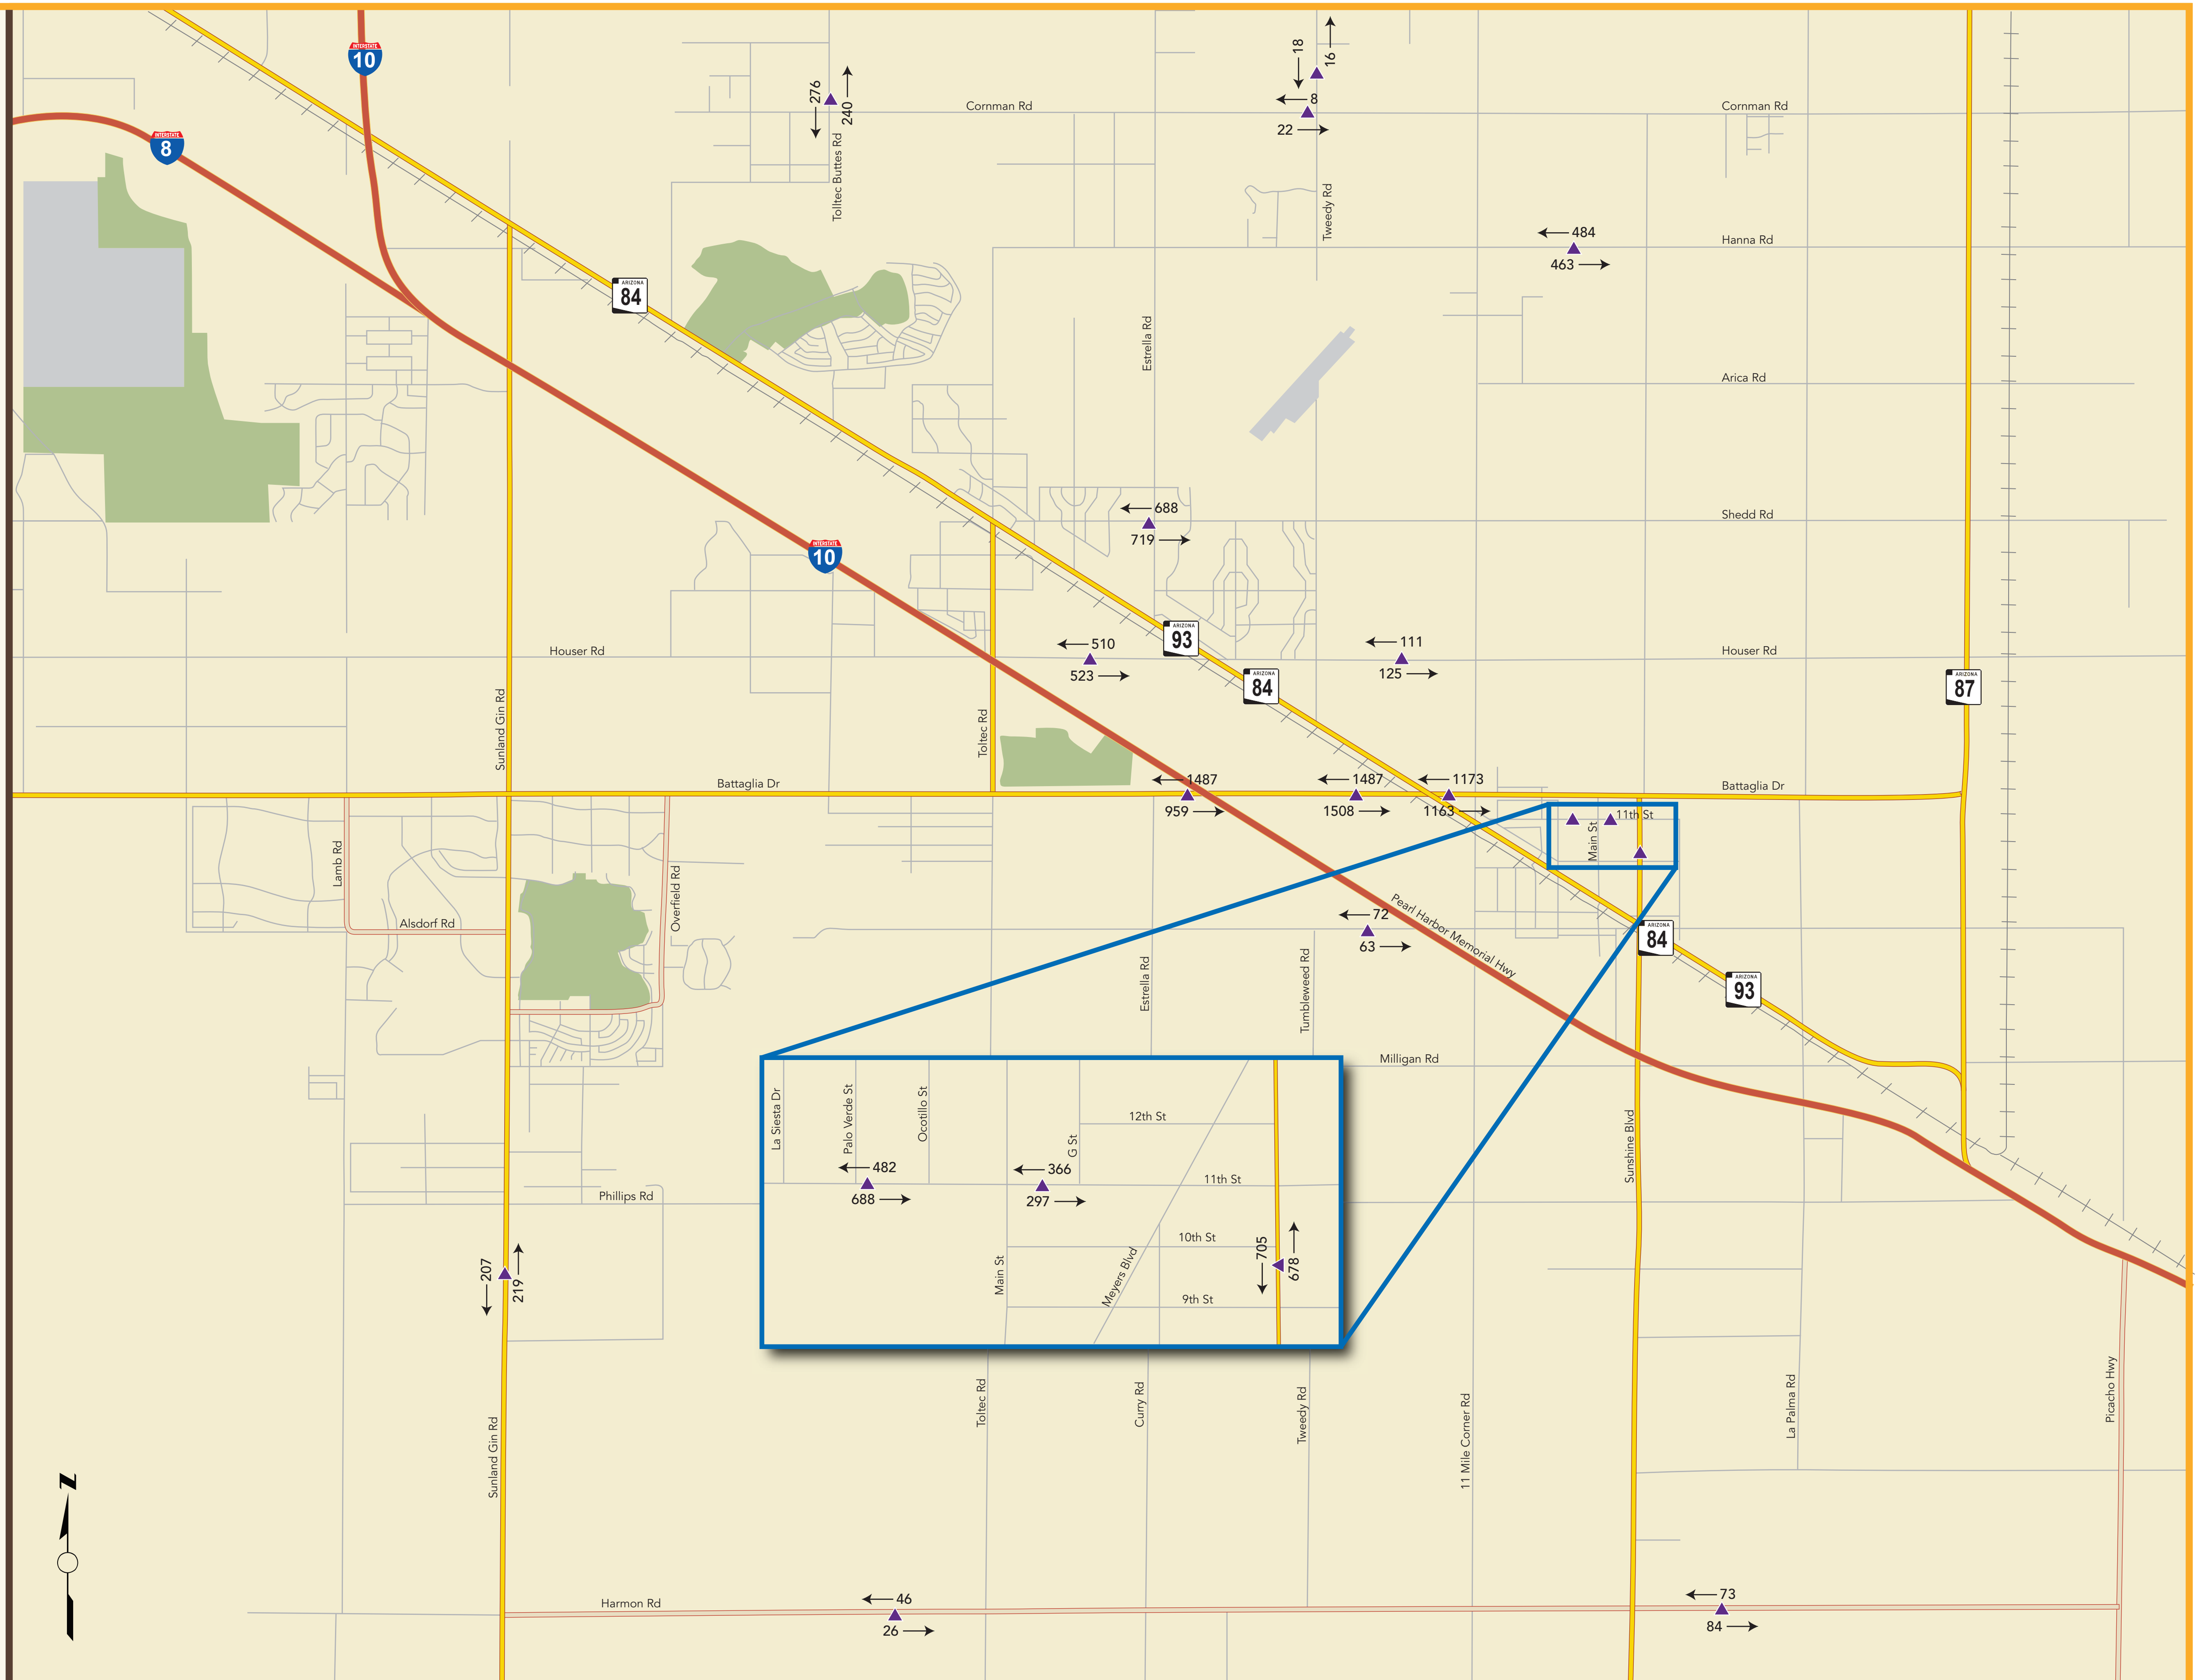 INTERSTATE
10
18
16
276
240
8
22
Cornman Rd
Cornman Rd
INTERSTATE
8
Tolltec Buttes Rd
Tweedy Rd
484
463
Hanna Rd
ARIZONA
84
Estrella Rd
Arica Rd
688
719
Shedd Rd
INTERSTATE
10
510
523
ARIZONA
93
111
125
Houser Rd
Houser Rd
ARIZONA
84
ARIZONA
87
Sunland Gin Rd
Toltec Rd
Battaglia Dr
1487
959
1487
1508
1173
1163
Battaglia Dr
11th St
Main St
Lamb Rd
Overfield Rd
Alsdorf Rd
72
63
Pearl Harbor Memorial Hwy
ARIZONA
84
Estrella Rd
Tumbleweed Rd
ARIZONA
93
Milligan Rd
La Siesta Dr
Palo Verde St
Ocotillo St
G St
12th St
Sunshine Blvd
482
688
366
297
11th St
Phillips Rd
10th St
705
678
Main St
Meyers Blvd
9th St
207
219
Sunland Gin Rd
Toltec Rd
Curry Rd
Tweedy Rd
11 Mile Corner Rd
La Palma Rd
Picacho Hwy
N
Harmon Rd
46
26
73
84